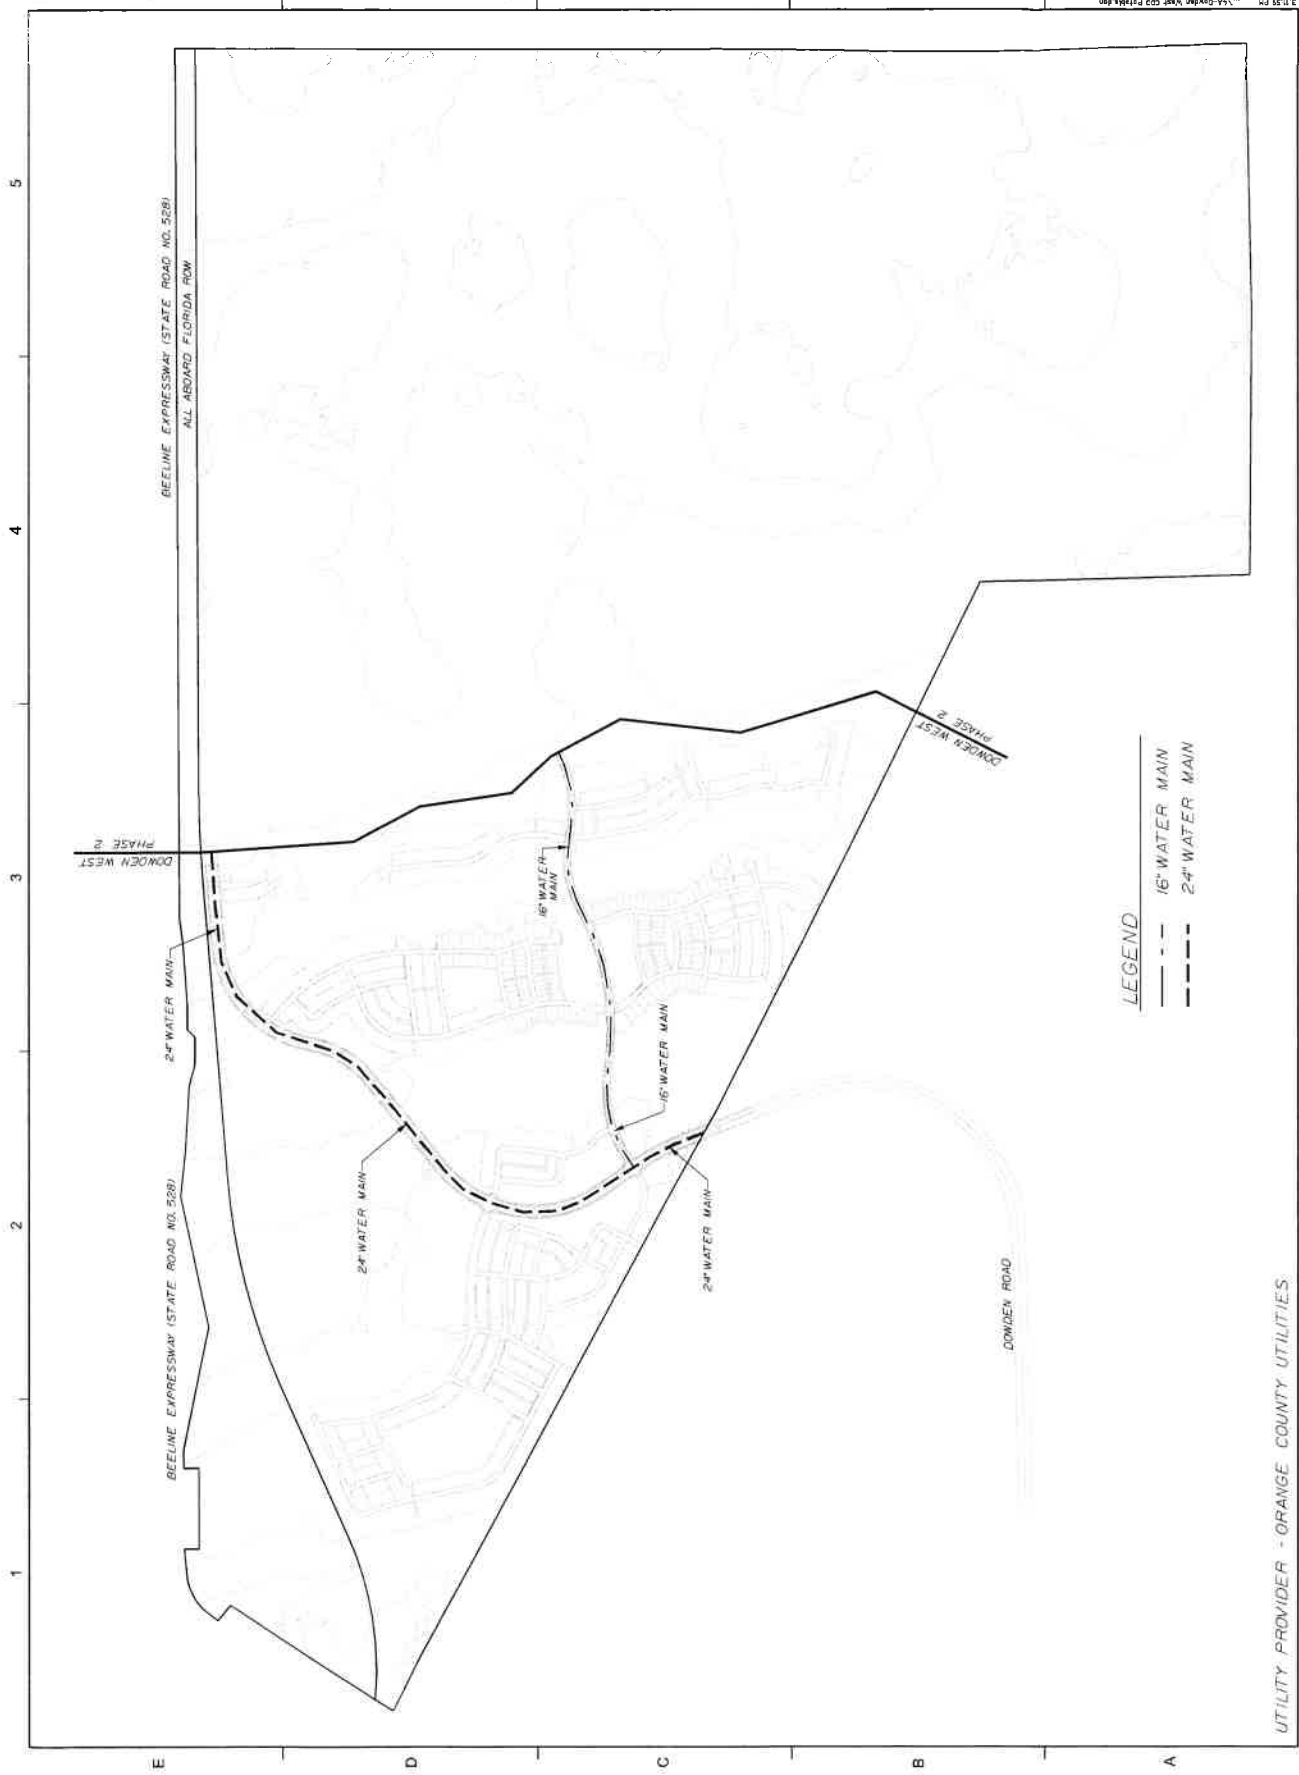 1
2
3
4
5
E
D
C
B
A
BEELINE EXPRESSWAY (STATE ROAD NO. 528)
BEELINE EXPRESSWAY (STATE ROAD NO. 528)
ALL ABOARD FLORIDA ROW
DOWDEN WEST
PHASE 2
24" WATER MAIN
24" WATER MAIN
16" WATER
MAIN
16" WATER MAIN
24" WATER MAIN
DOWDEN WEST
PHASE 2
DOWDEN ROAD
LEGEND
16" WATER MAIN
24" WATER MAIN
UTILITY PROVIDER - ORANGE COUNTY UTILITIES